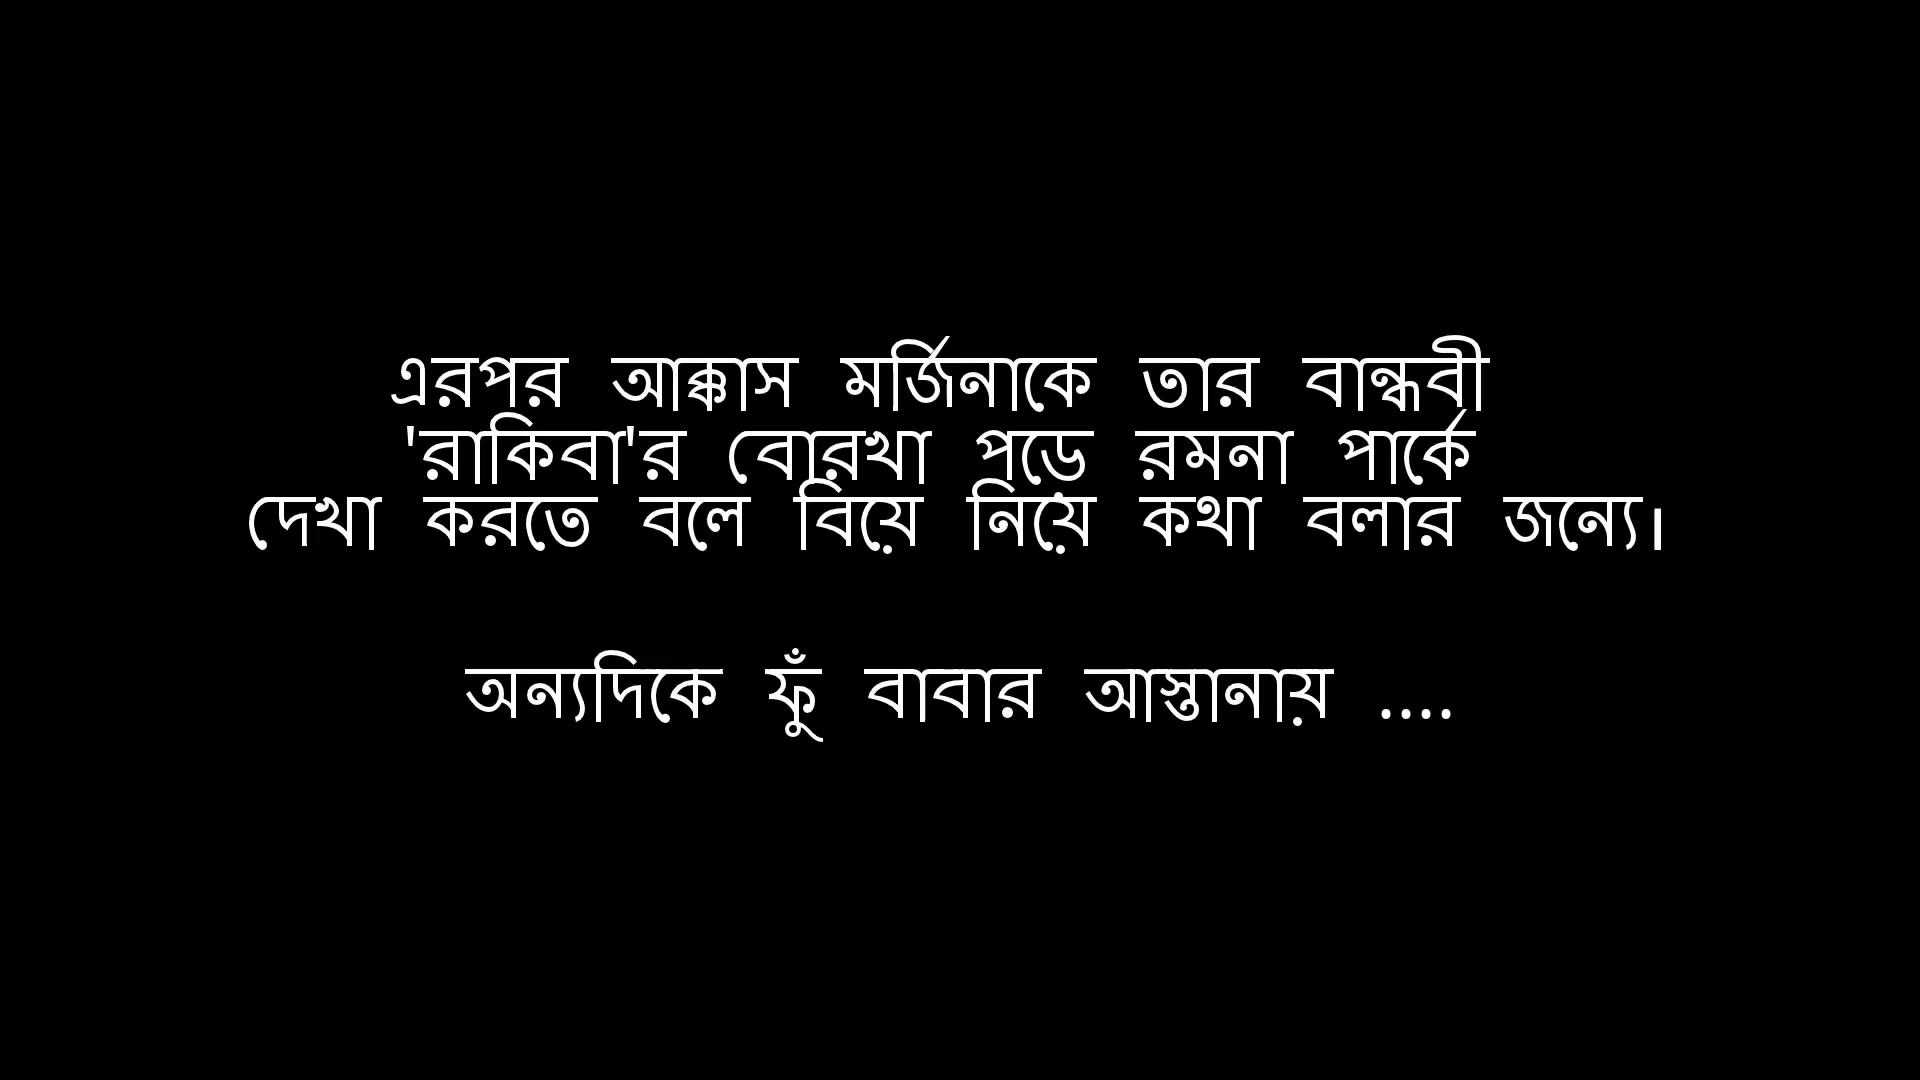 এরপর আক্কাস মর্জিনাকে তার বান্ধবী
'রাকিবা'র বোরখা পড়ে রমনা পার্কে
দেখা করতে বলে বিয়ে নিয়ে কথা বলার জন্যে।
অন্যদিকে ফুঁ বাবার আস্তানায় ....